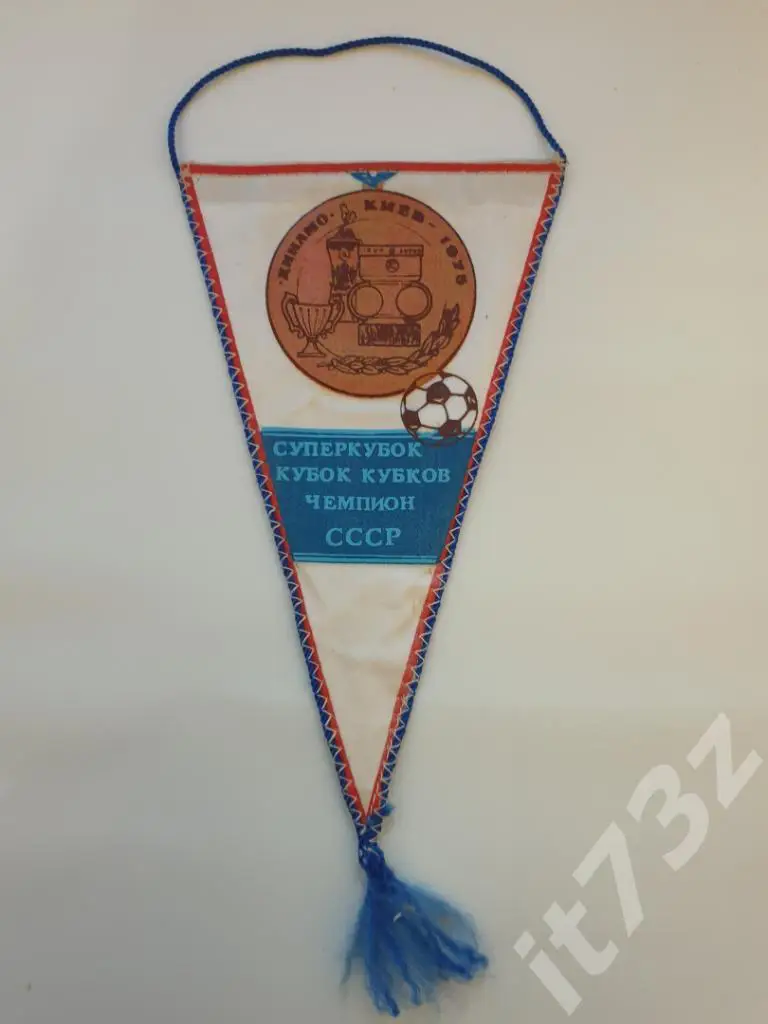 ДИНАМО · КИЕВ - 1975
СУПЕРКУБОК
КУБОК КУБКОВ
ЧЕМПИОН
СССР
it73z